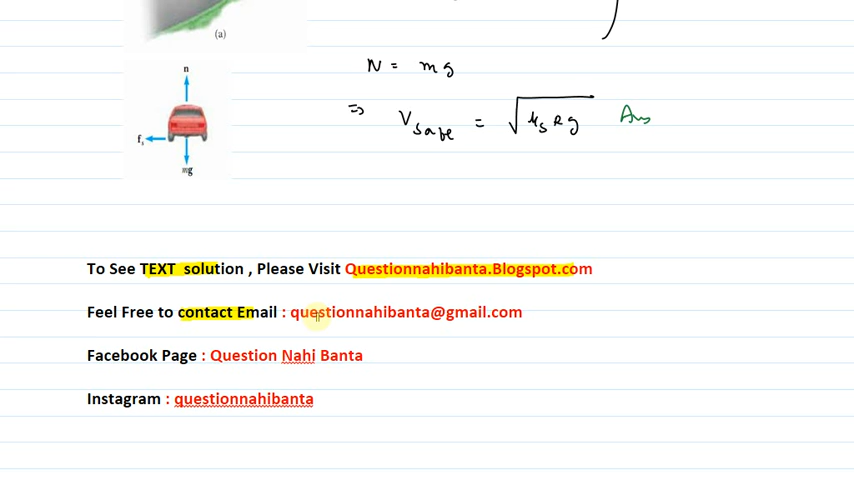 (a)
N = mg
n
⇒ Vsafe = √μsRg Ans
fs
mg
To See TEXT solution , Please Visit Questionnahibanta.Blogspot.com
Feel Free to contact Email : questionnahibanta@gmail.com
Facebook Page : Question Nahi Banta
Instagram : questionnahibanta